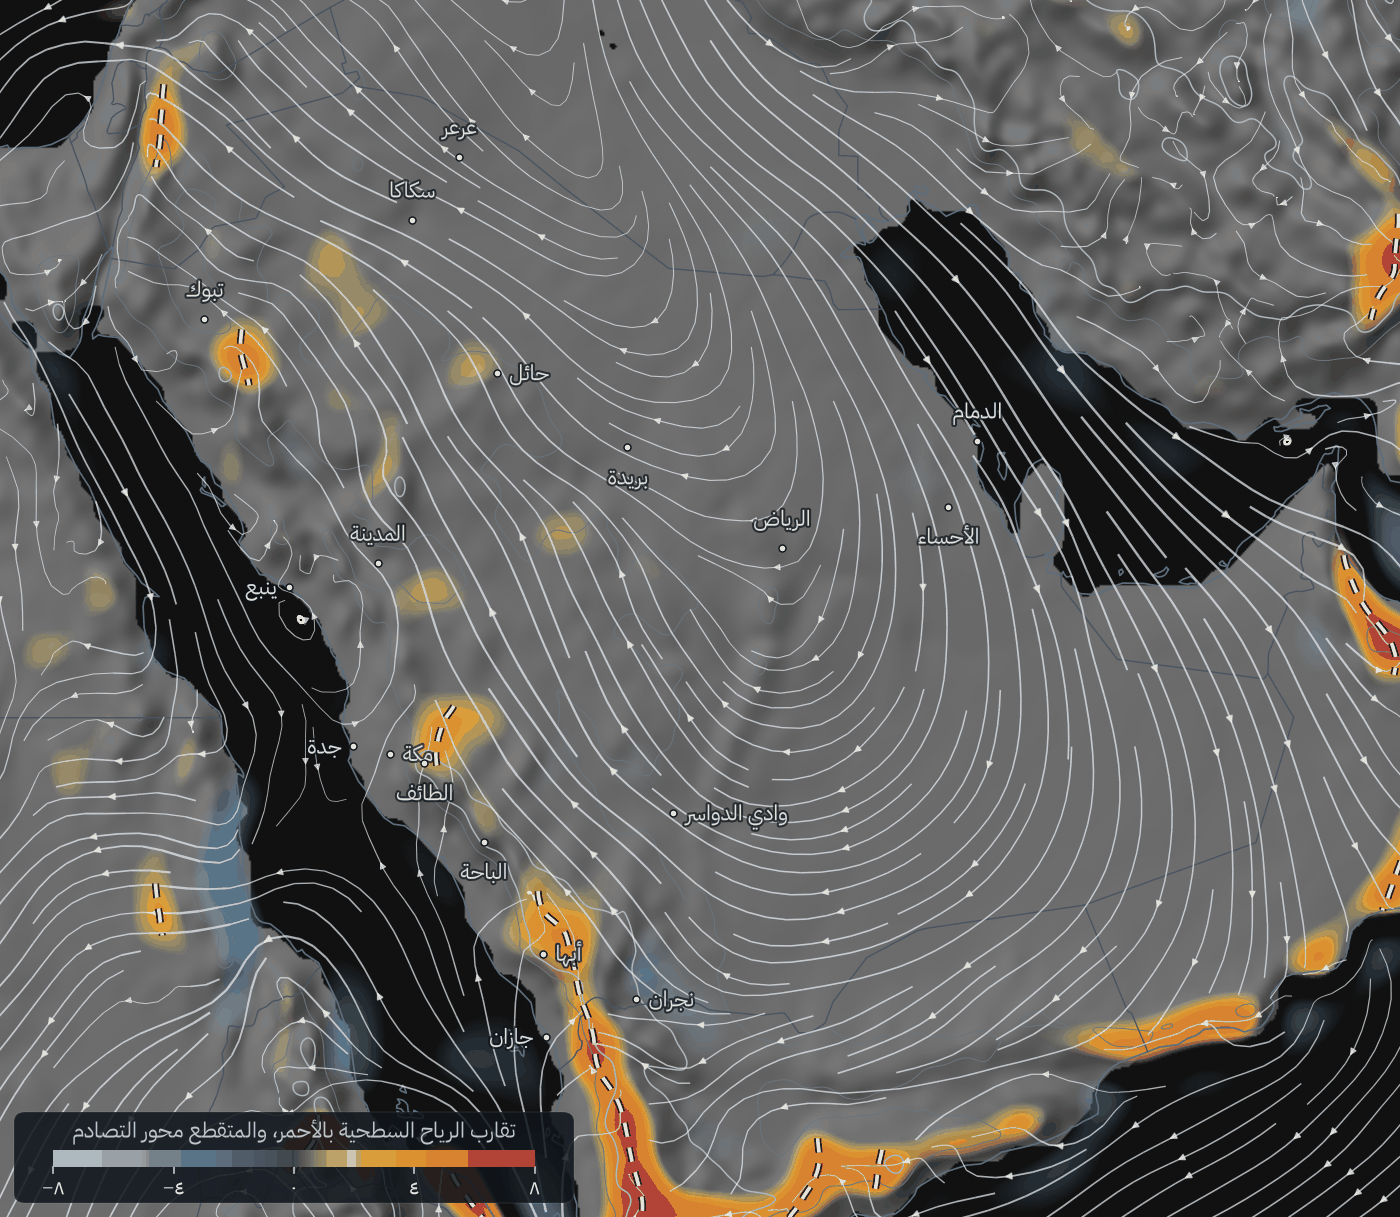 عرعر
سكاكا
تبوك
حائل
الدمام
بريدة
الرياض
الأحساء
المدينة
ينبع
جدة
مكة
الطائف
وادي الدواسر
الباحة
أبها
نجران
جازان
تقارب الرياح السطحية بالأحمر، والمتقطع محور التصادم
−٨ −٤ ٠ ٤ ٨